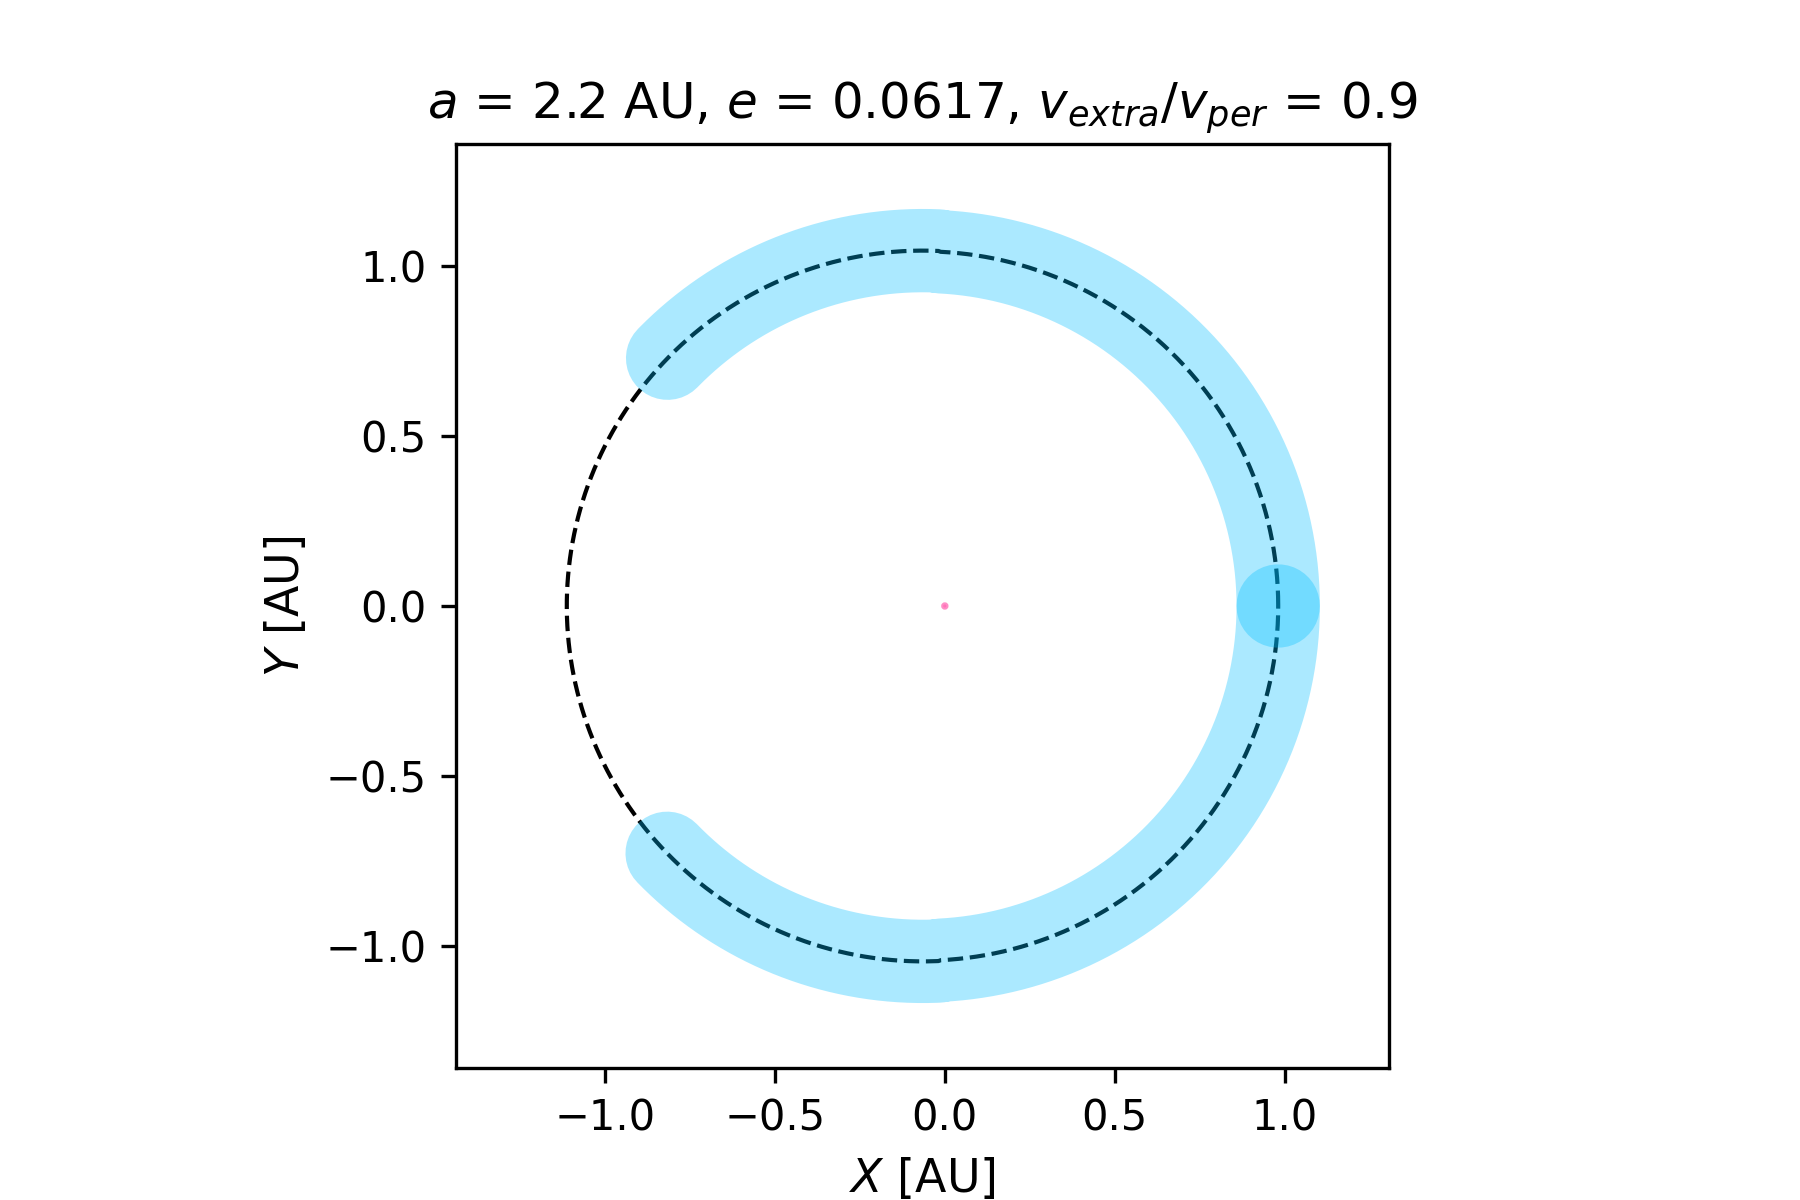 a = 2.2 AU, e = 0.0617, v_extra/v_per = 0.9
1.0
0.5
0.0
−0.5
−1.0
Y [AU]
−1.0 −0.5 0.0 0.5 1.0
X [AU]